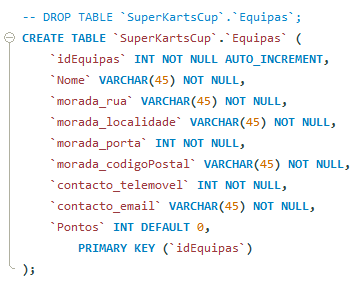 -- DROP TABLE `SuperKartsCup`.`Equipas`;
CREATE TABLE `SuperKartsCup`.`Equipas` (
`idEquipas` INT NOT NULL AUTO_INCREMENT,
`Nome` VARCHAR(45) NOT NULL,
`morada_rua` VARCHAR(45) NOT NULL,
`morada_localidade` VARCHAR(45) NOT NULL,
`morada_porta` INT NOT NULL,
`morada_codigoPostal` VARCHAR(45) NOT NULL,
`contacto_telemovel` INT NOT NULL,
`contacto_email` VARCHAR(45) NOT NULL,
`Pontos` INT DEFAULT 0,
PRIMARY KEY (`idEquipas`)
);